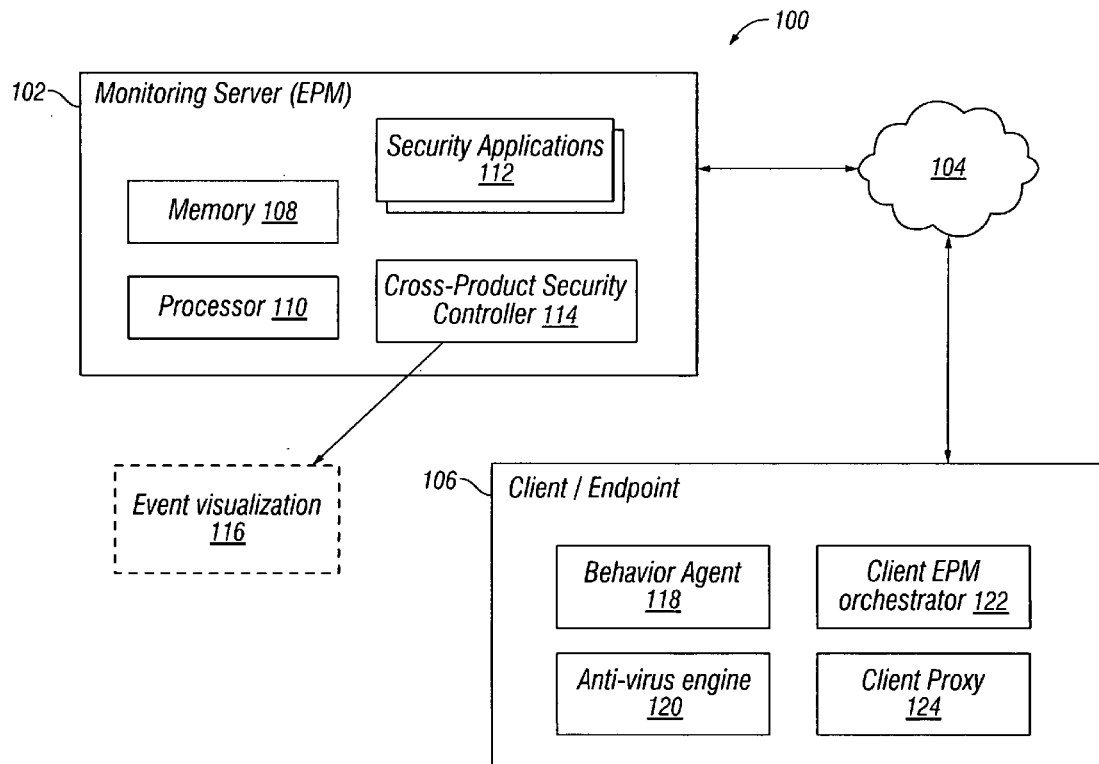 100
102
Monitoring Server (EPM)
Security Applications
112
Memory 108
104
Processor 110
Cross-Product Security
Controller 114
Event visualization
116
106
Client / Endpoint
Behavior Agent
118
Client EPM
orchestrator 122
Anti-virus engine
120
Client Proxy
124